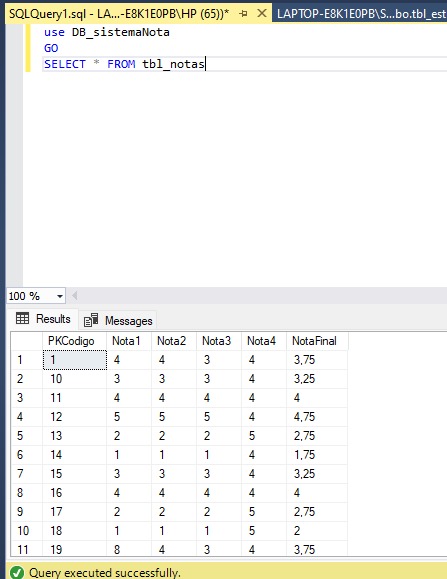 SQLQuery1.sql - LA...-E8K1E0PB\HP (65))* LAPTOP-E8K1E0PB\S...bo.tbl_est
use DB_sistemaNota
GO
SELECT * FROM tbl_notas
100 %
Results Messages
PKCodigo Nota1 Nota2 Nota3 Nota4 NotaFinal
1 1 4 4 3 4 3,75
2 10 3 3 3 4 3,25
3 11 4 4 4 4 4
4 12 5 5 5 4 4,75
5 13 2 2 2 5 2,75
6 14 1 1 1 4 1,75
7 15 3 3 3 4 3,25
8 16 4 4 4 4 4
9 17 2 2 2 5 2,75
10 18 1 1 1 5 2
11 19 8 4 3 4 3,75
Query executed successfully.